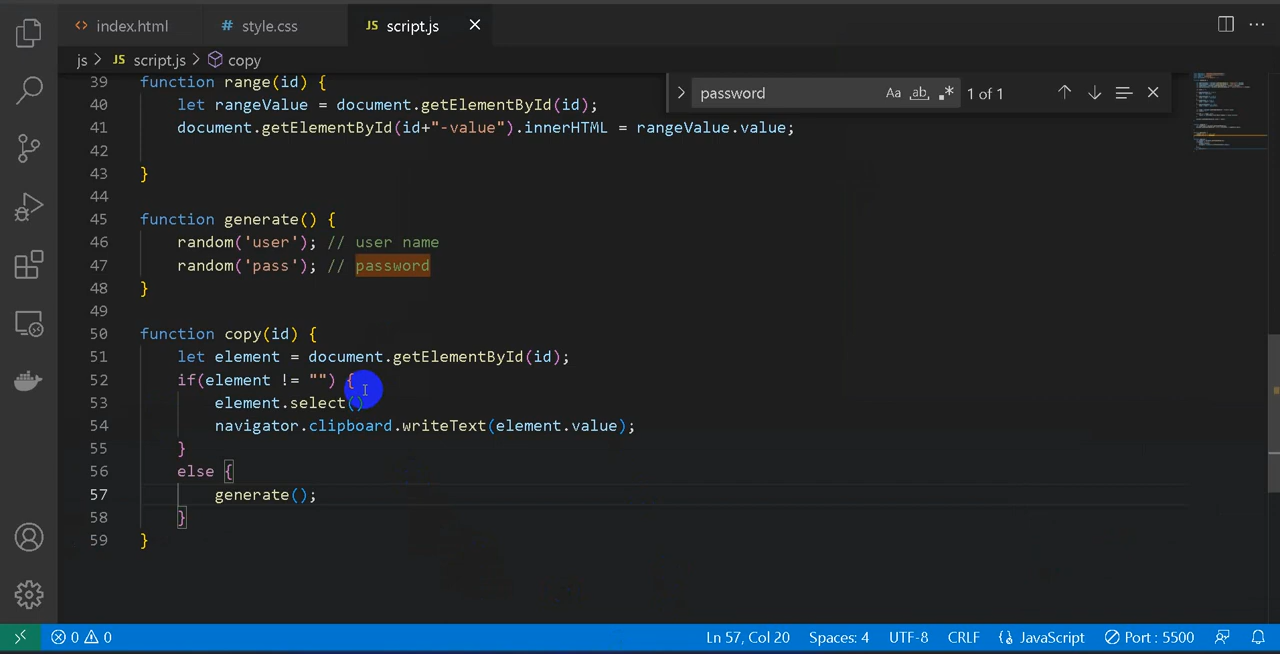 <> index.html # style.css JS script.js ×
js > JS script.js > copy
password Aa ab, .* 1 of 1
39 function range(id) {
40 let rangeValue = document.getElementById(id);
41 document.getElementById(id+"-value").innerHTML = rangeValue.value;
42
43 }
44
45 function generate() {
46 random('user'); // user name
47 random('pass'); // password
48 }
49
50 function copy(id) {
51 let element = document.getElementById(id);
52 if(element != "") {
53 element.select()
54 navigator.clipboard.writeText(element.value);
55 }
56 else {
57 generate();
58 }
59 }
0 0 Ln 57, Col 20 Spaces: 4 UTF-8 CRLF JavaScript Port : 5500